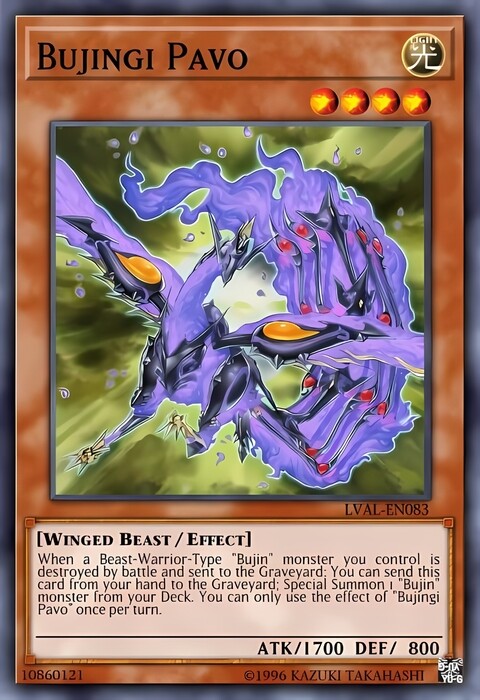 BUJINGI PAVO
LIGHT
光
LVAL-EN083
[WINGED BEAST / EFFECT]
When a Beast-Warrior-Type "Bujin" monster you control is
destroyed by battle and sent to the Graveyard: You can send this
card from your hand to the Graveyard; Special Summon 1 "Bujin"
monster from your Deck. You can only use the effect of "Bujingi
Pavo" once per turn.
ATK/1700 DEF/ 800
10860121
©1996 KAZUKI TAKAHASHI